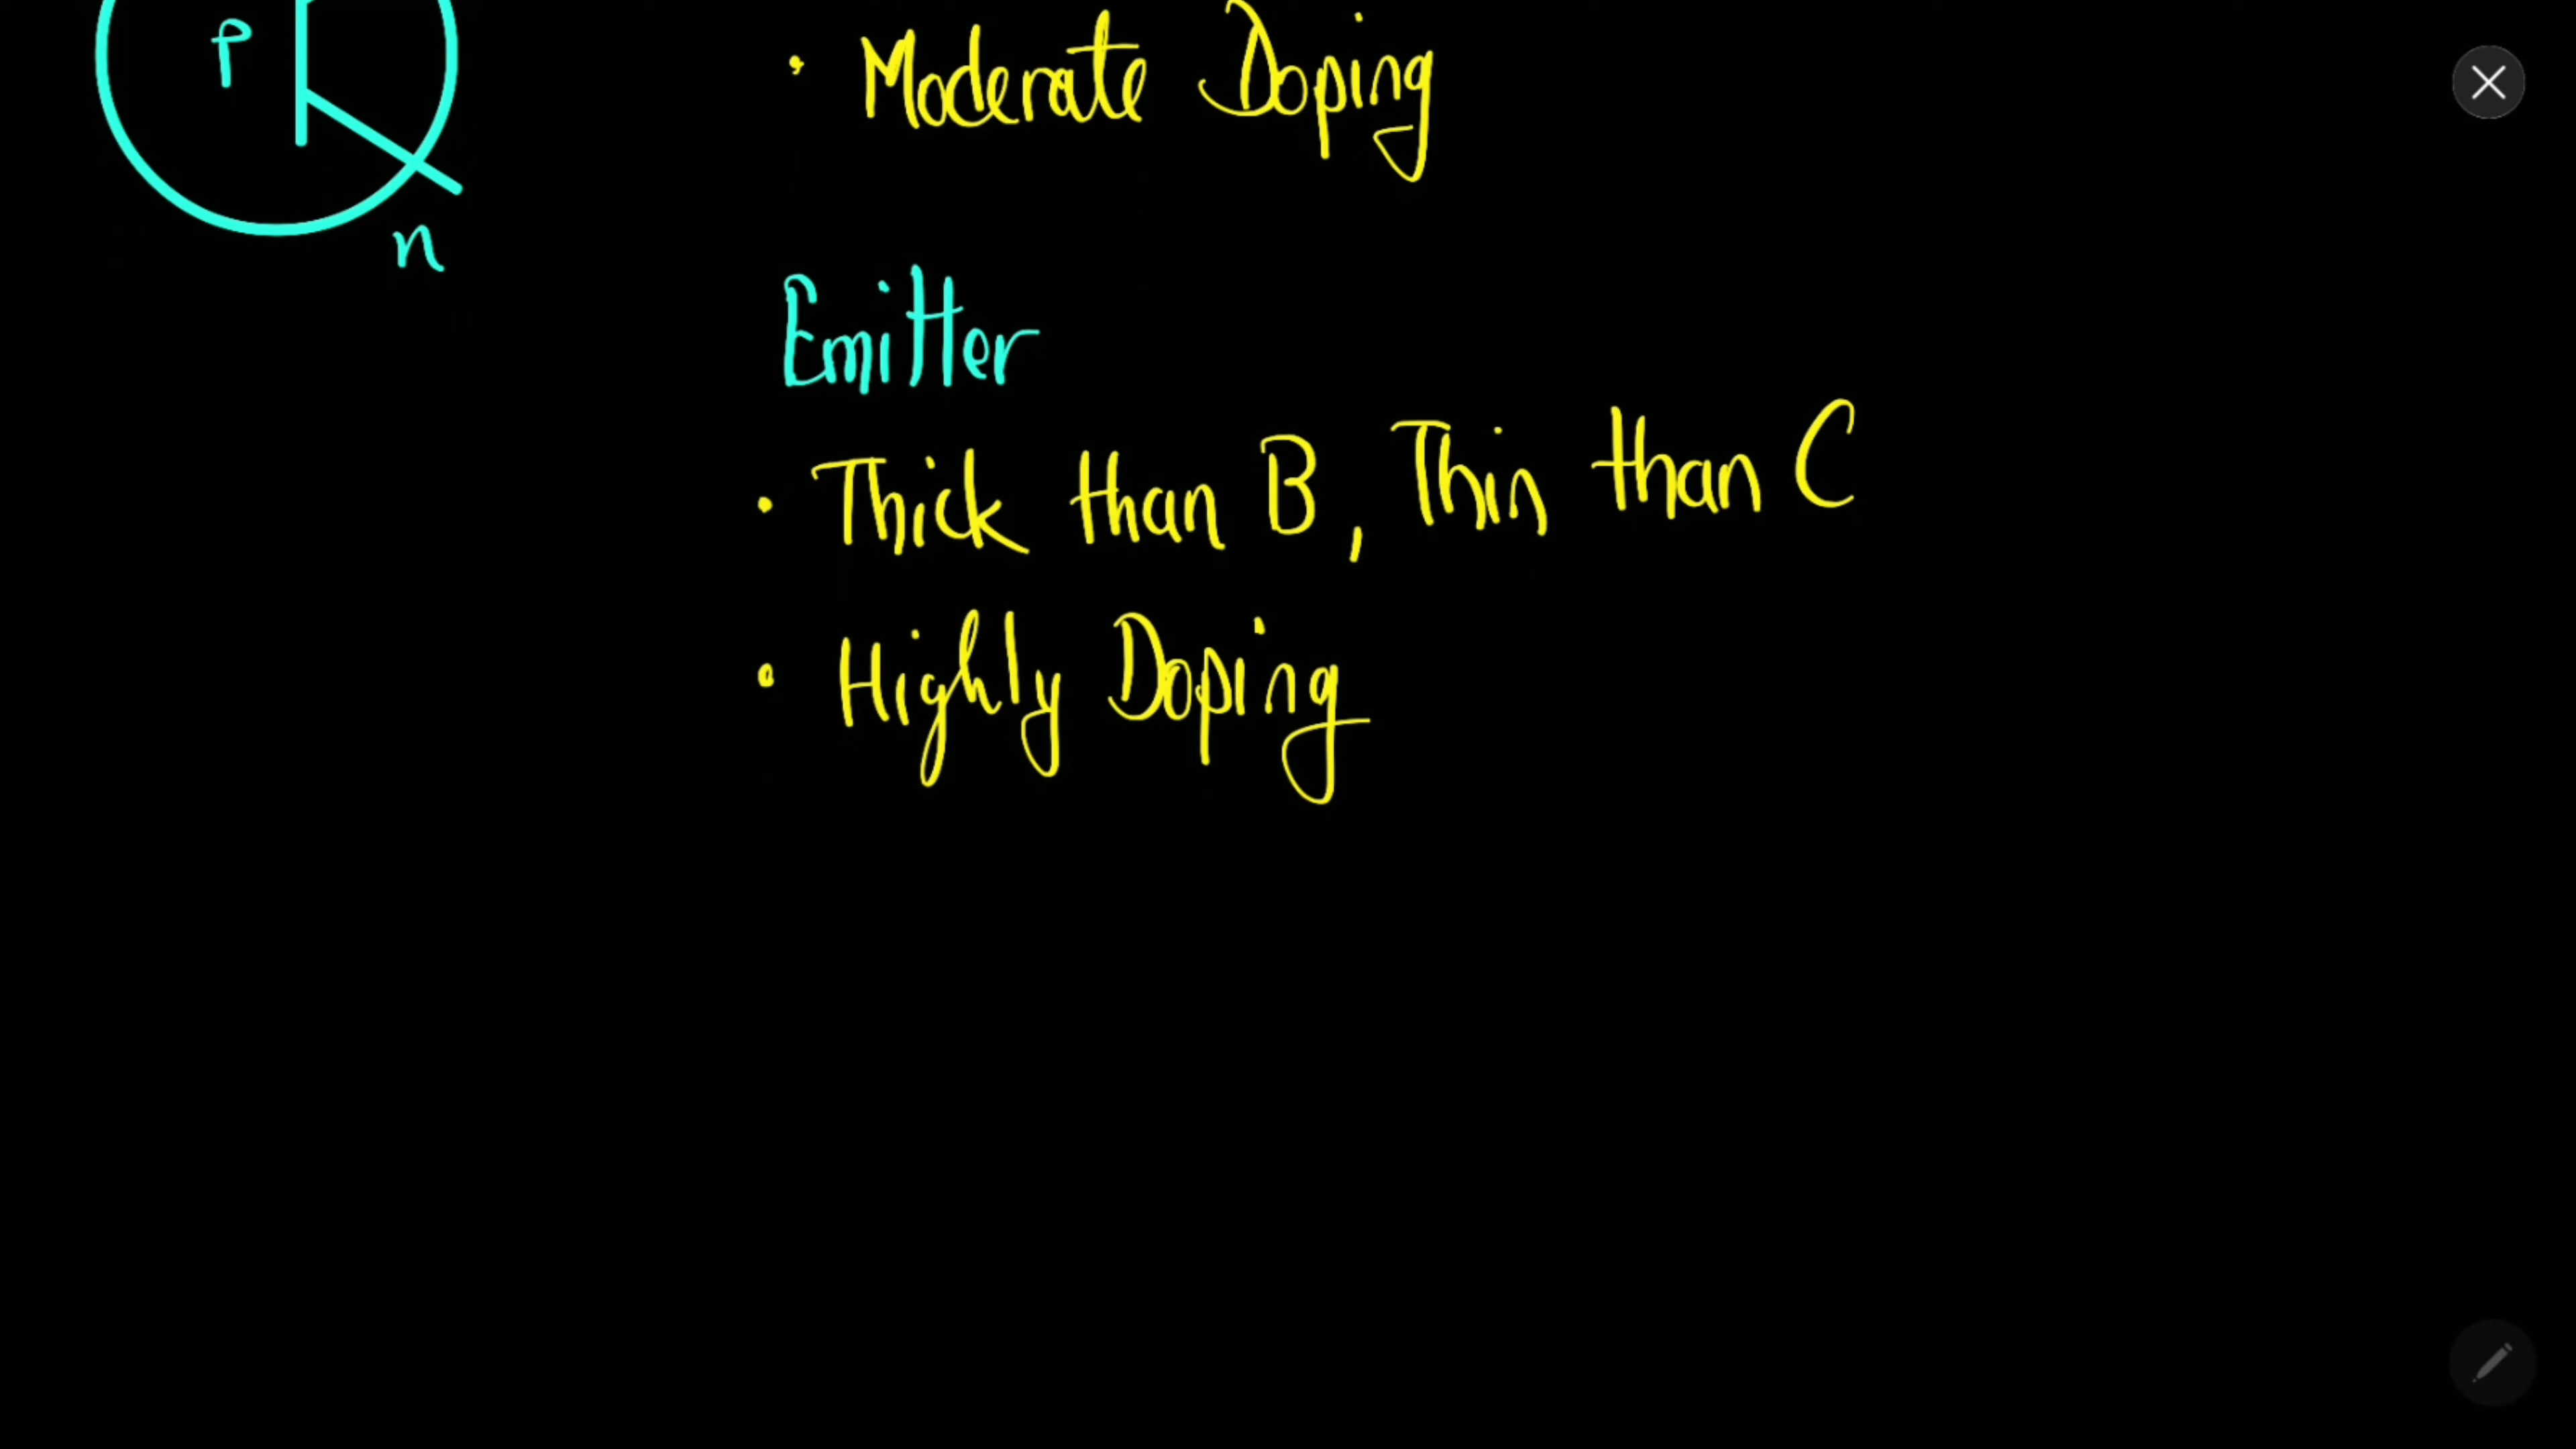 P
• Moderate Doping
n
Emitter
• Thick than B, Thin than C
• Highly Doping